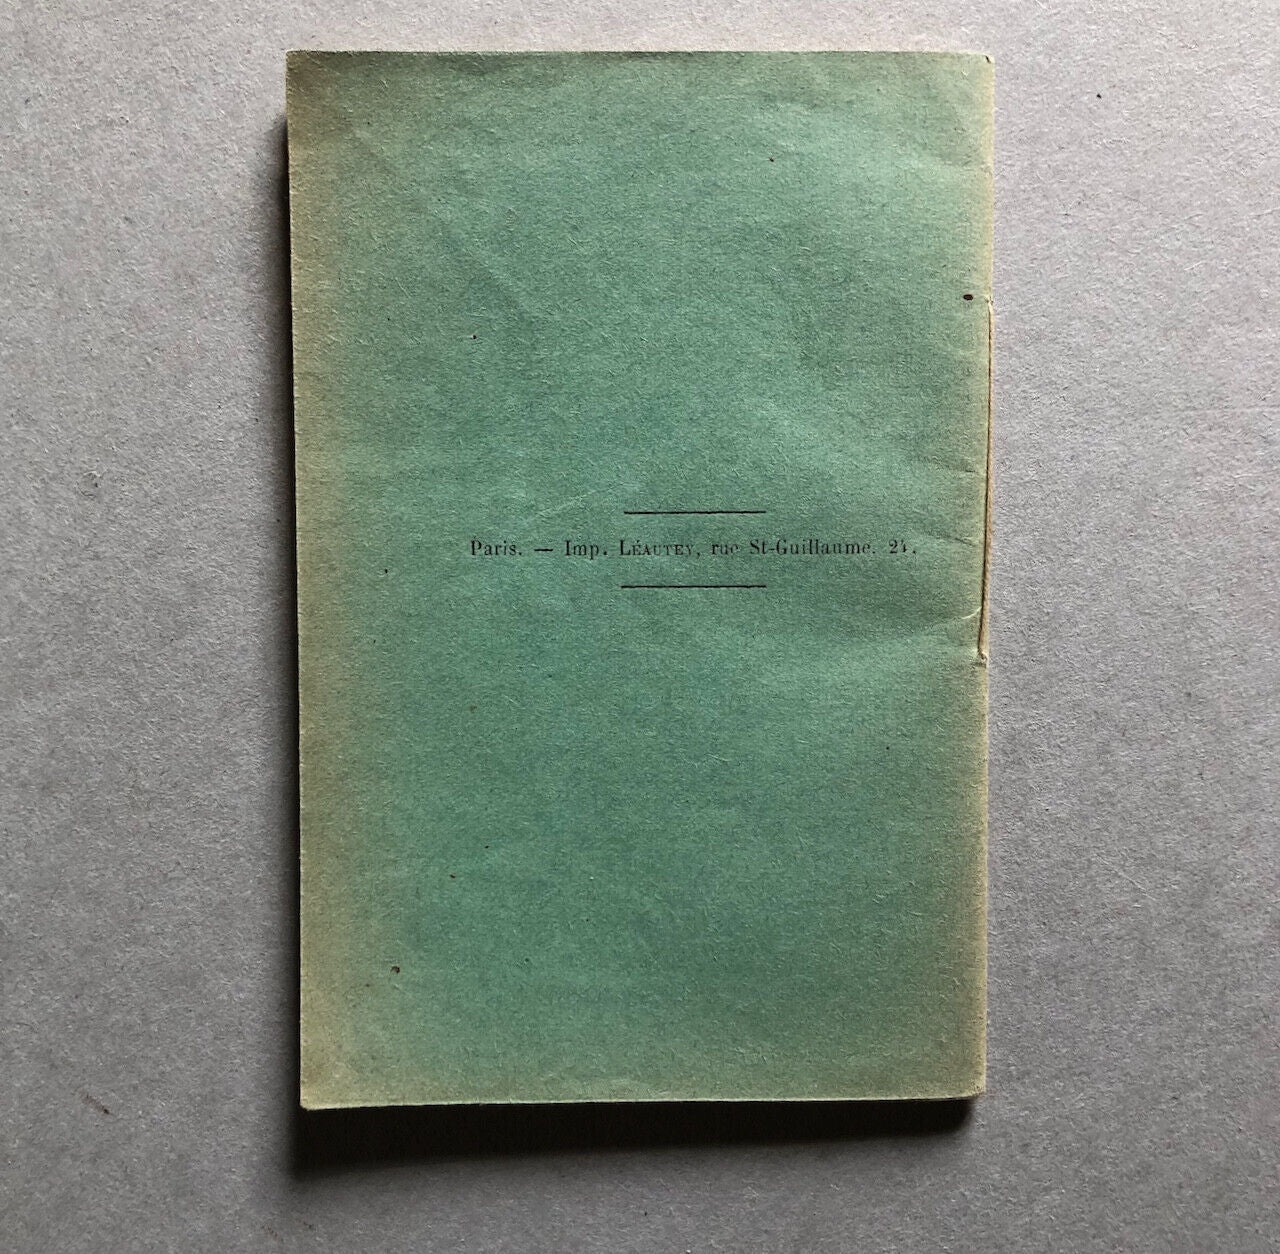 Paris. — Imp. LÉAUTEY, rue St-Guillaume. 24.